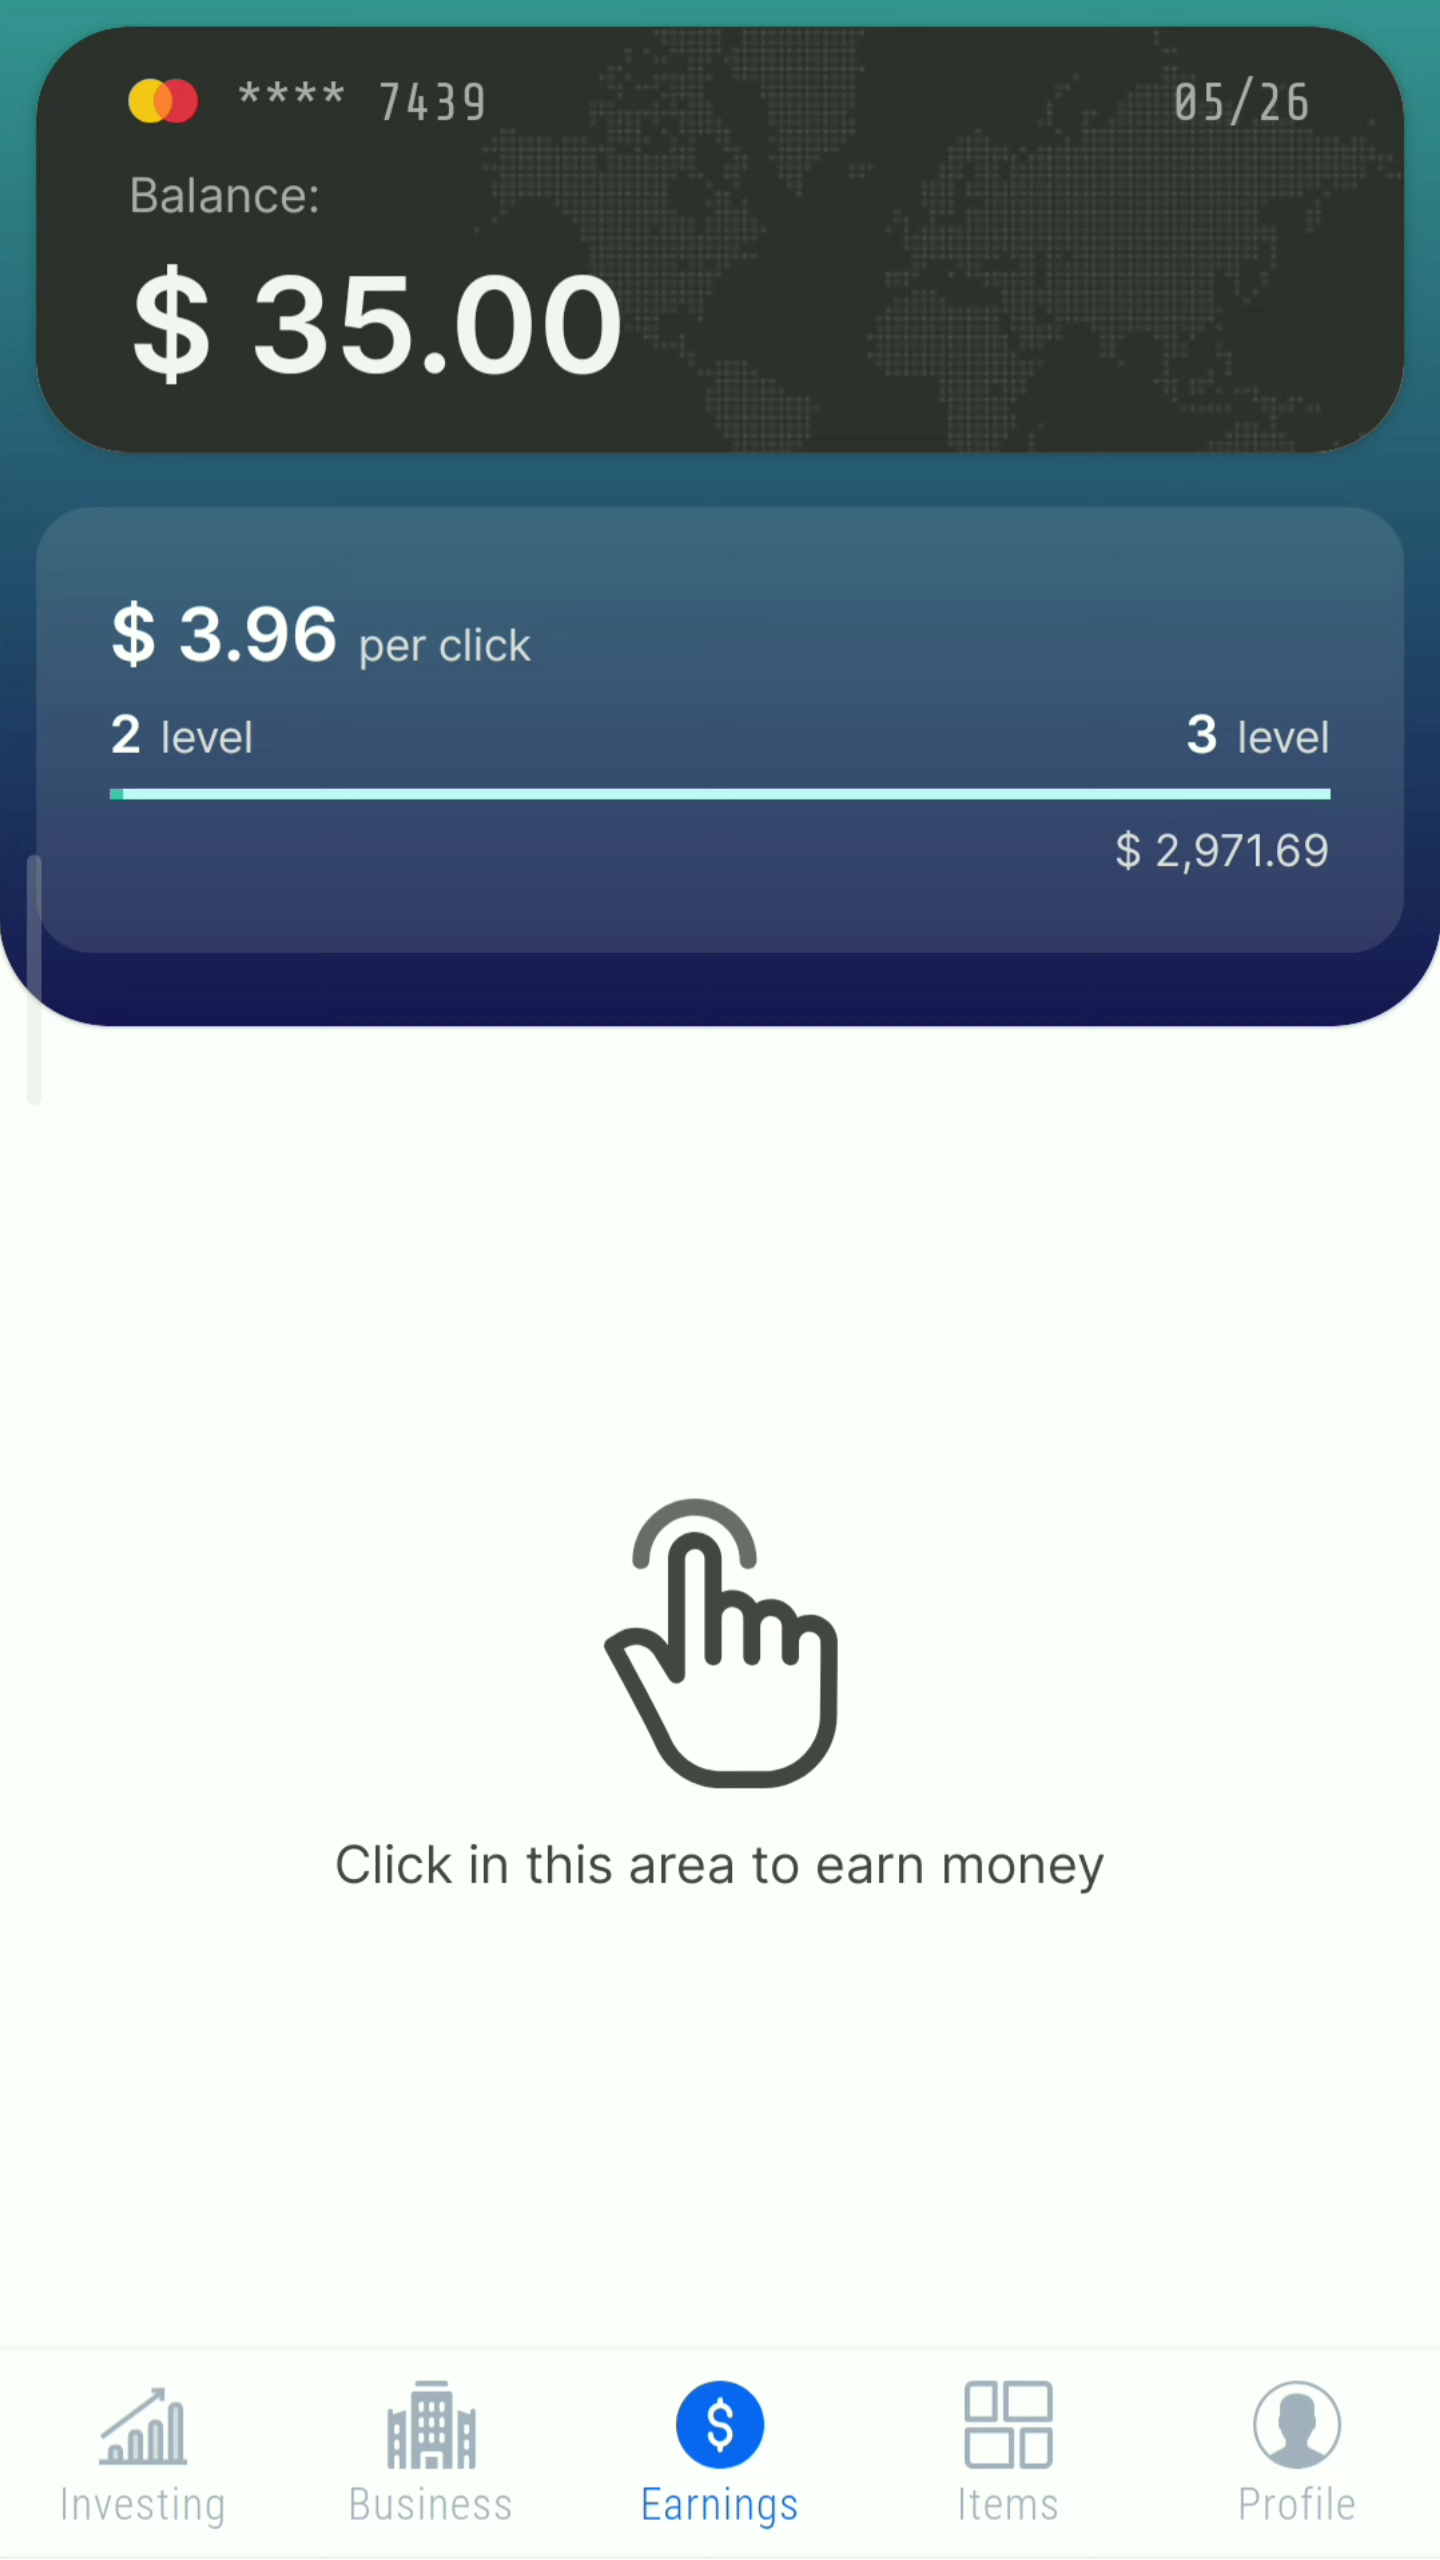 **** 7439 05/26
Balance:
$ 35.00
$ 3.96 per click
2 level 3 level
$ 2,971.69
Click in this area to earn money
Investing Business Earnings Items Profile